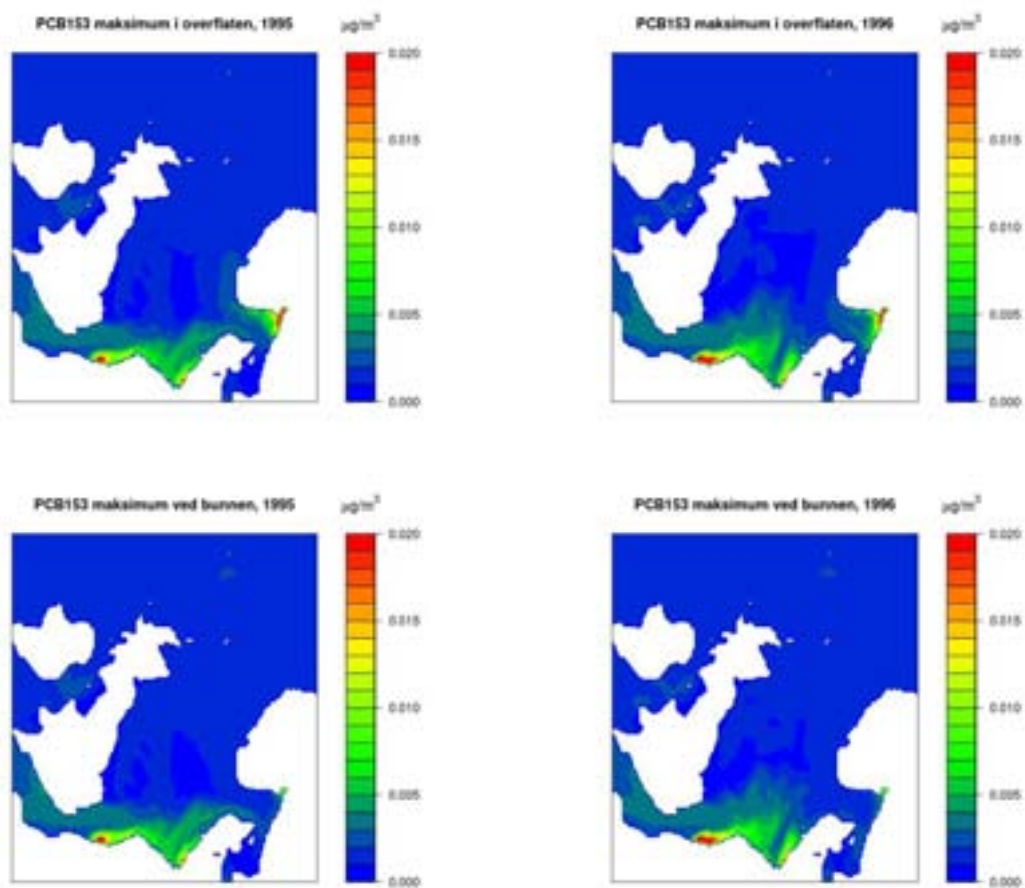 PCB153 maksimum i overflaten, 1995
µg/m³
0.020
0.015
0.010
0.005
0.000
PCB153 maksimum i overflaten, 1996
µg/m³
0.020
0.015
0.010
0.005
0.000
PCB153 maksimum ved bunnen, 1995
µg/m³
0.020
0.015
0.010
0.005
0.000
PCB153 maksimum ved bunnen, 1996
µg/m³
0.020
0.015
0.010
0.005
0.000